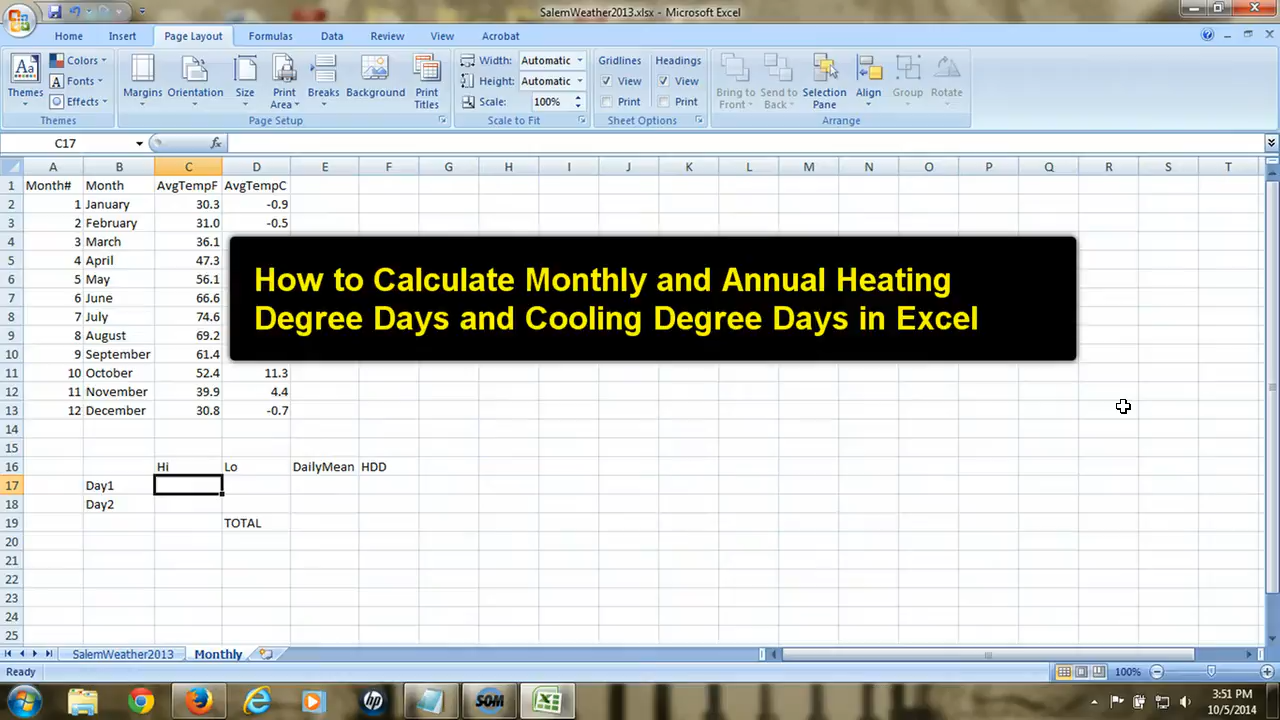 SalemWeather2013.xlsx - Microsoft Excel
Home Insert Page Layout Formulas Data Review View Acrobat
Themes
Colors
Fonts
Effects
Themes
Margins Orientation Size Print Area Breaks Background Print Titles
Page Setup
Width: Automatic
Height: Automatic
Scale: 100%
Scale to Fit
Gridlines Headings
View View
Print Print
Sheet Options
Bring to Front Send to Back Selection Pane Align Group Rotate
Arrange
C17 fx
A B C D E F G H I J K L M N O P Q R S T
1 Month# Month AvgTempF AvgTempC
2 1 January 30.3 -0.9
3 2 February 31.0 -0.5
4 3 March 36.1
5 4 April 47.3
6 5 May 56.1
7 6 June 66.6
8 7 July 74.6
9 8 August 69.2
10 9 September 61.4
11 10 October 52.4 11.3
12 11 November 39.9 4.4
13 12 December 30.8 -0.7
How to Calculate Monthly and Annual Heating
Degree Days and Cooling Degree Days in Excel
14
15
16 Hi Lo DailyMean HDD
17 Day1
18 Day2
19 TOTAL
20
21
22
23
24
25
SalemWeather2013 Monthly
Ready 100%
hp SOM
3:51 PM
10/5/2014